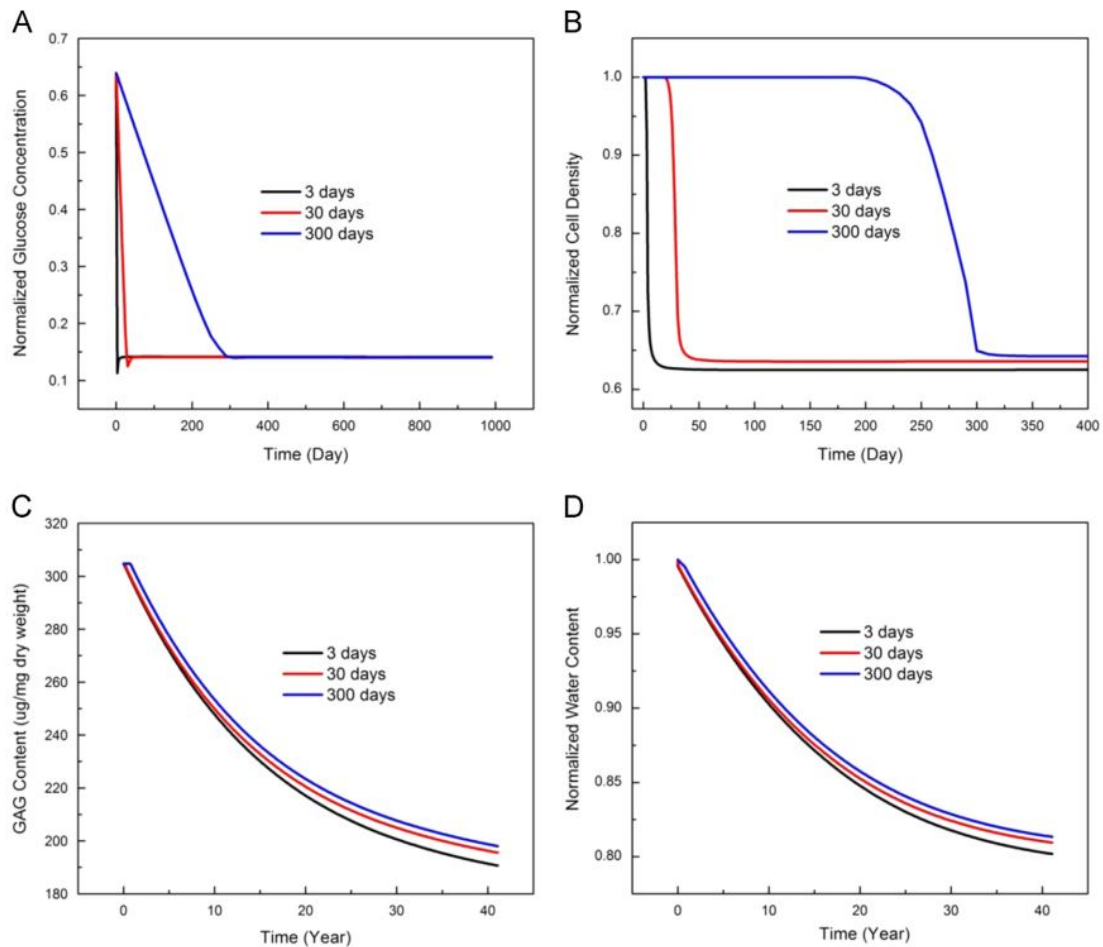 A
Normalized Glucose Concentration
0.7
0.6
0.5
0.4
0.3
0.2
0.1
3 days
30 days
300 days
0 200 400 600 800 1000
Time (Day)
B
Normalized Cell Density
1.0
0.9
0.8
0.7
0.6
3 days
30 days
300 days
0 50 100 150 200 250 300 350 400
Time (Day)
C
GAG Content (ug/mg dry weight)
320
300
280
260
240
220
200
180
3 days
30 days
300 days
0 10 20 30 40
Time (Year)
D
Normalized Water Content
1.00
0.95
0.90
0.85
0.80
3 days
30 days
300 days
0 10 20 30 40
Time (Year)